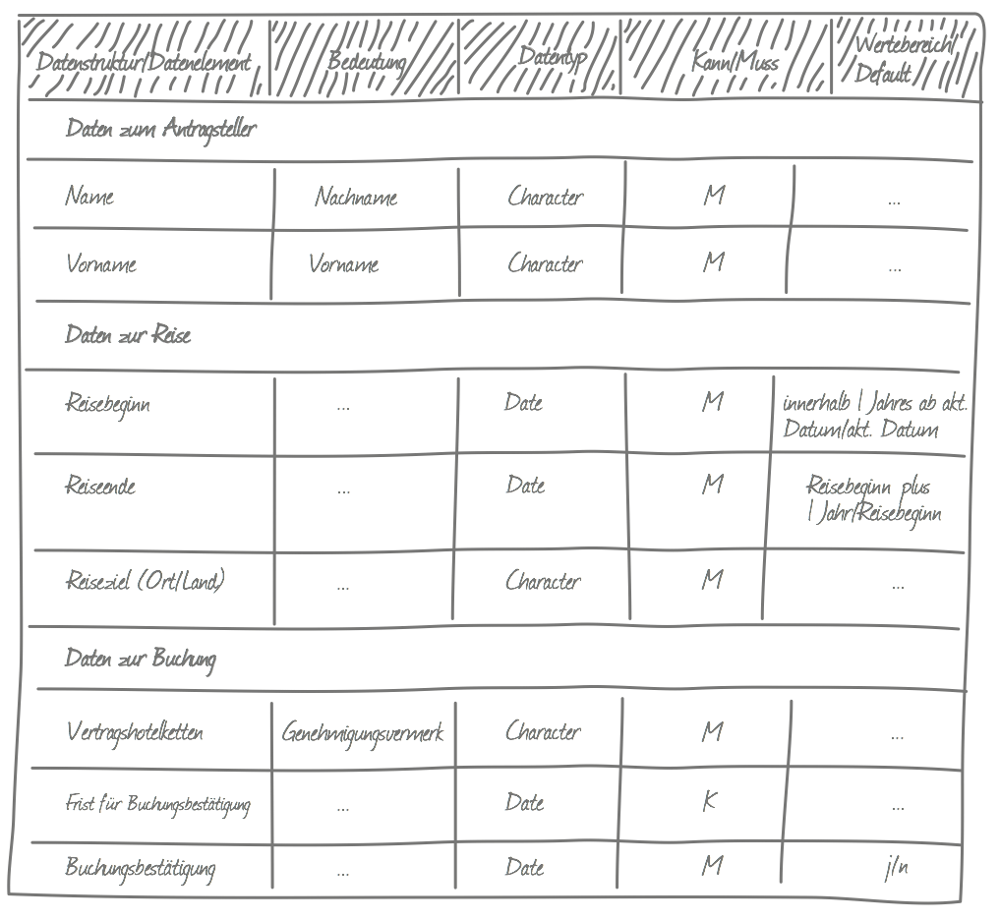 Datenstruktur/Datenelement Bedeutung Datentyp Kann/Muss Wertebereich/
Default
Daten zum Antragsteller
Name Nachname Character M ...
Vorname Vorname Character M ...
Daten zur Reise
Reisebeginn ... Date M innerhalb 1 Jahres ab akt.
Datum/akt. Datum
Reiseende ... Date M Reisebeginn plus
1 Jahr/Reisebeginn
Reiseziel (Ort/Land) ... Character M ...
Daten zur Buchung
Vertragshotelketten Genehmigungsvermerk Character M ...
Frist für Buchungsbestätigung ... Date K ...
Buchungsbestätigung ... Date M j/n